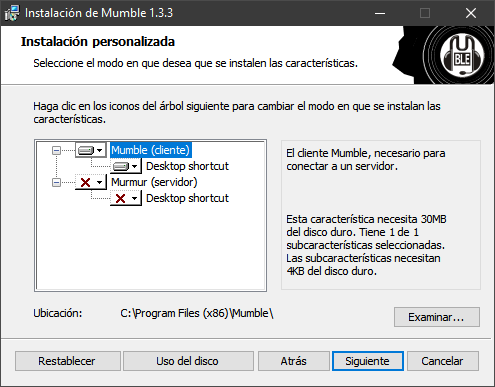 Instalación de Mumble 1.3.3
Instalación personalizada
Seleccione el modo en que desea que se instalen las características.
BLE
Haga clic en los iconos del árbol siguiente para cambiar el modo en que se instalan las
características.
Mumble (cliente)
Desktop shortcut
Murmur (servidor)
Desktop shortcut
El cliente Mumble, necesario para
conectar a un servidor.
Esta característica necesita 30MB
del disco duro. Tiene 1 de 1
subcaracterísticas seleccionadas.
Las subcaracterísticas necesitan
4KB del disco duro.
Ubicación:
C:\Program Files (x86)\Mumble\
Examinar...
Restablecer
Uso del disco
Atrás
Siguiente
Cancelar